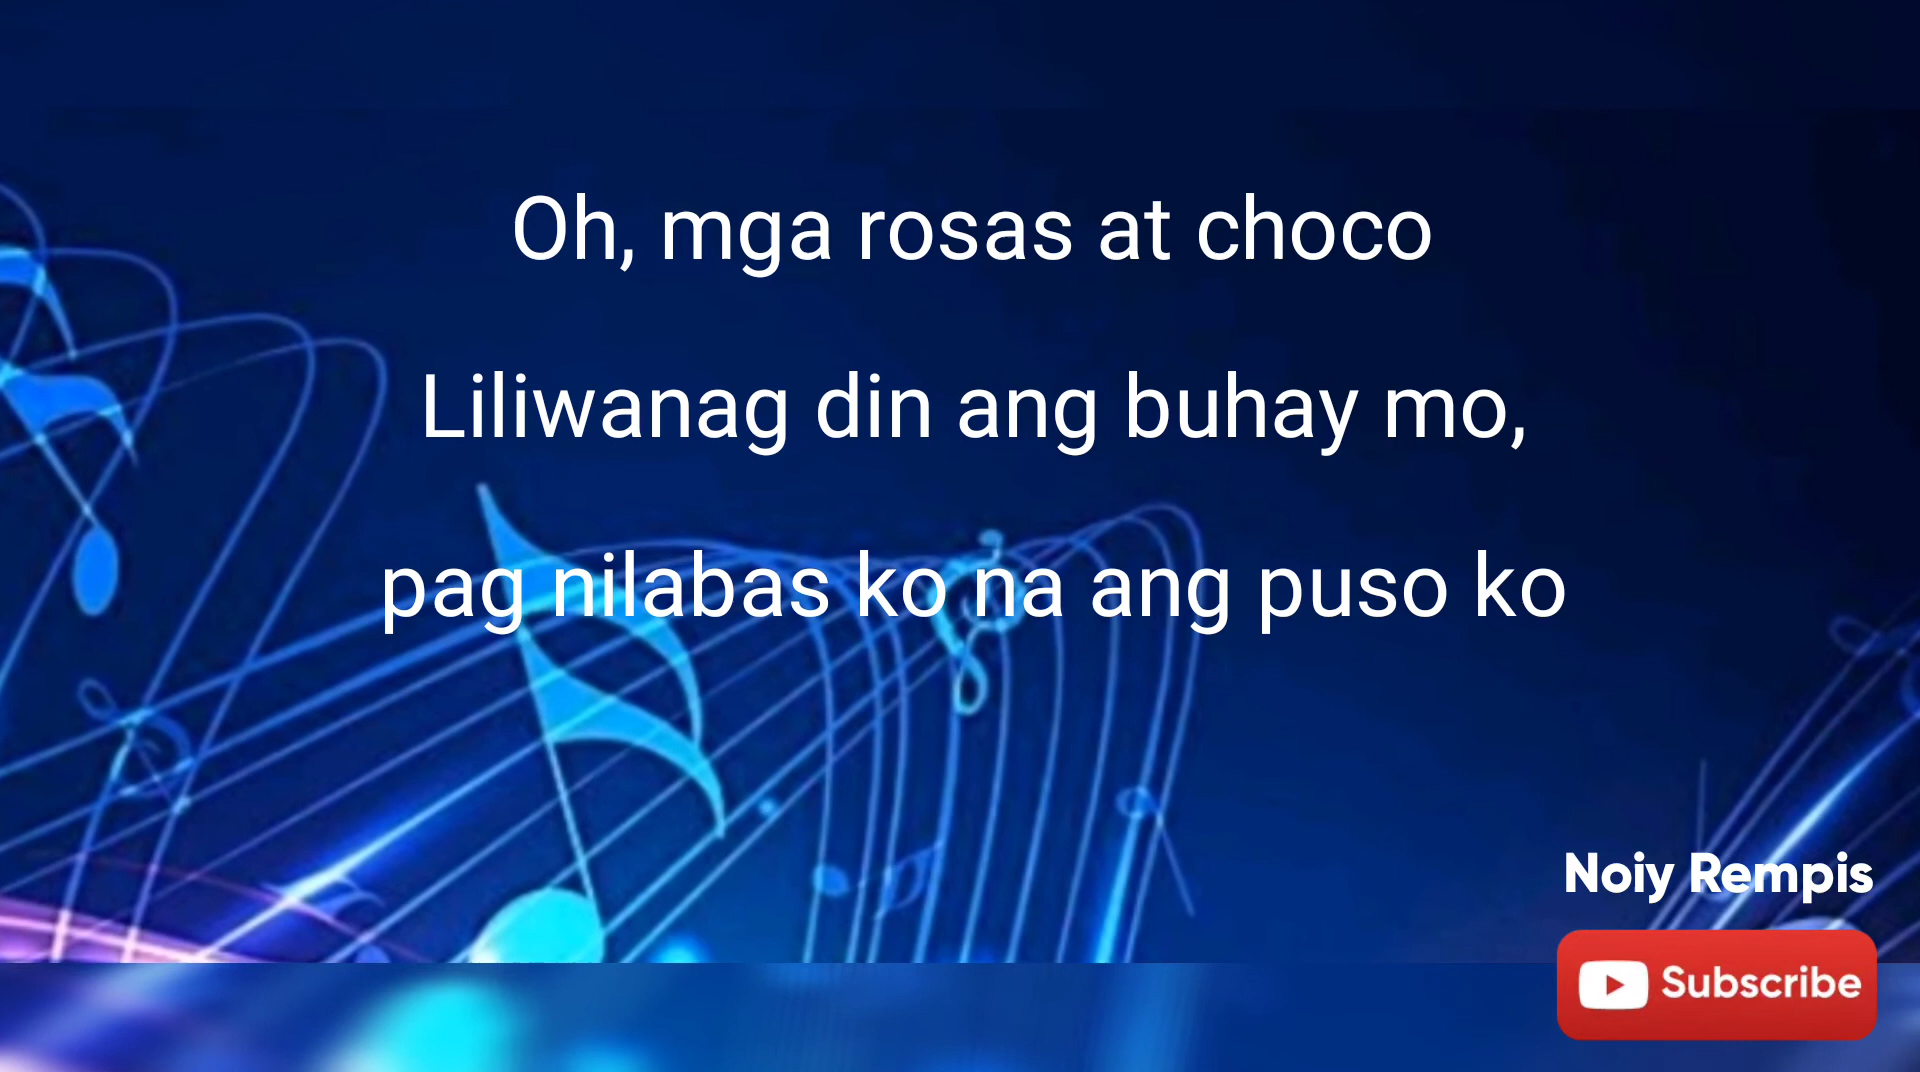 Oh, mga rosas at choco
Liliwanag din ang buhay mo,
pag nilabas ko na ang puso ko
Noiy Rempis
Subscribe